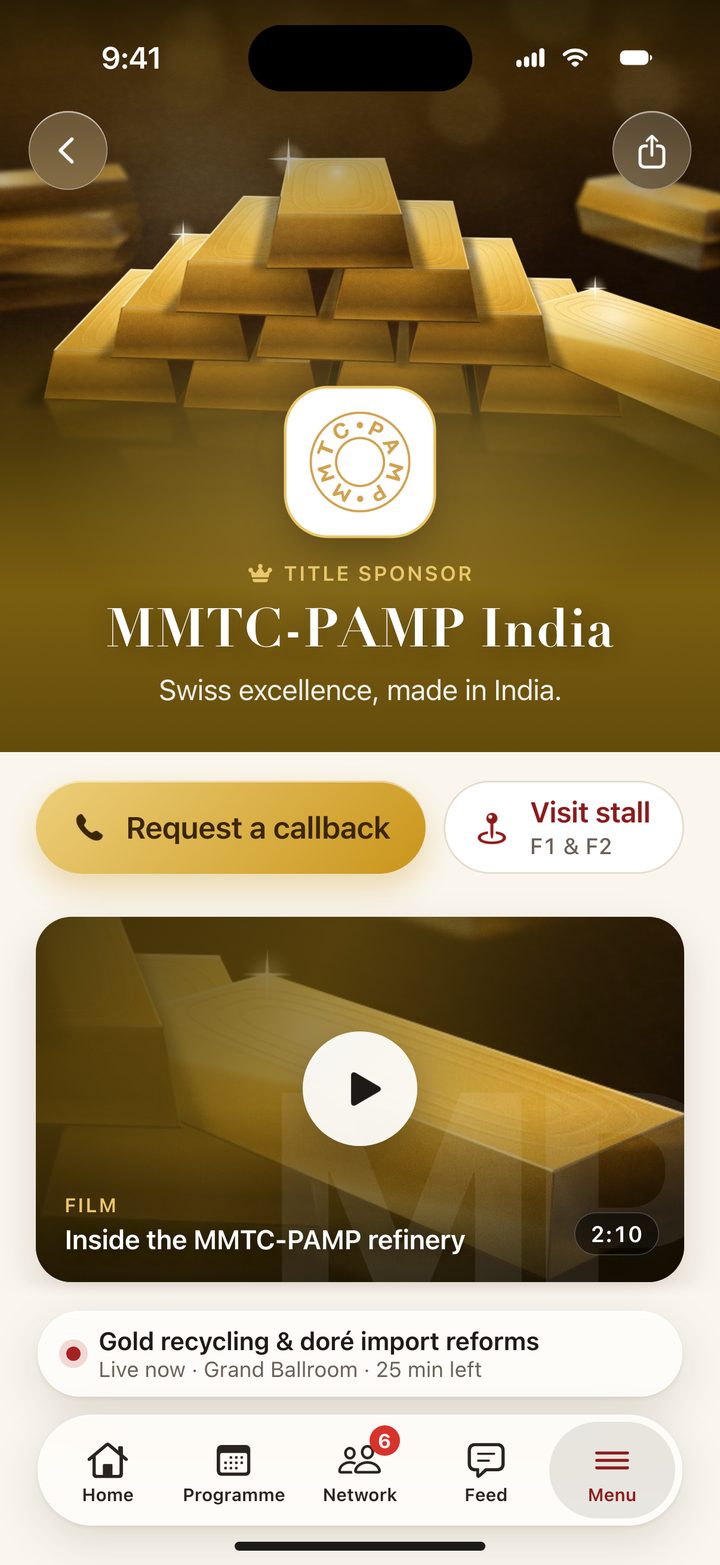 9:41
MMTC•PAMP•
TITLE SPONSOR
MMTC-PAMP India
Swiss excellence, made in India.
Request a callback
Visit stall
F1 & F2
MP
FILM
Inside the MMTC-PAMP refinery
2:10
Gold recycling & doré import reforms
Live now · Grand Ballroom · 25 min left
6
Home
Programme
Network
Feed
Menu